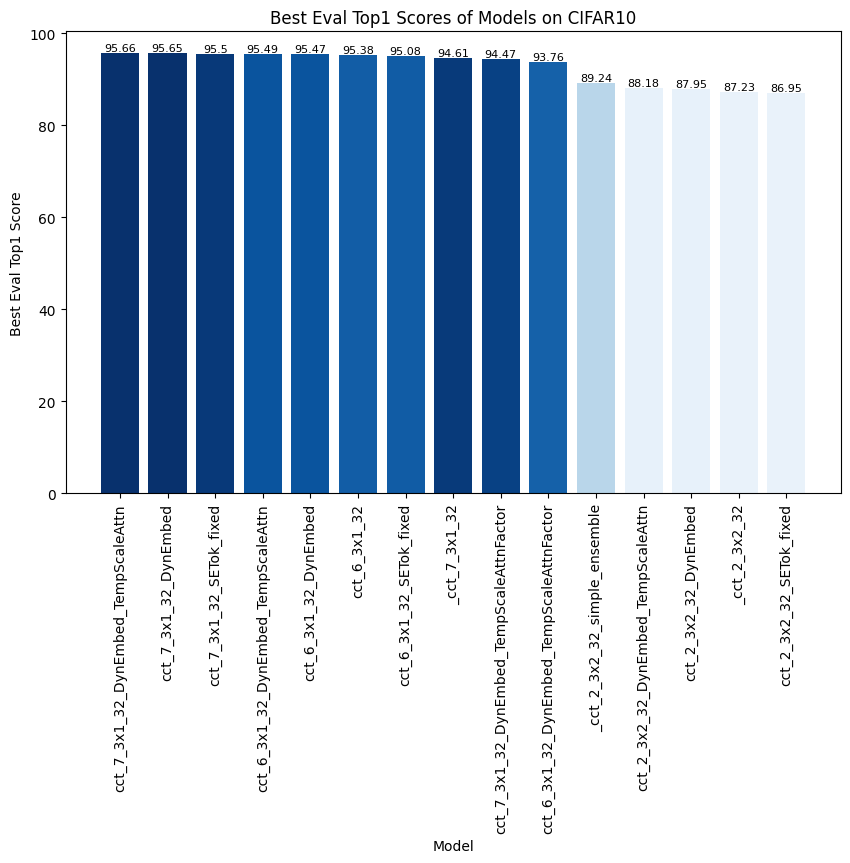 Best Eval Top1 Scores of Models on CIFAR10
Best Eval Top1 Score
100
80
60
40
20
0
95.66
95.65
95.5
95.49
95.47
95.38
95.08
94.61
94.47
93.76
89.24
88.18
87.95
87.23
86.95
cct_7_3x1_32_DynEmbed_TempScaleAttn
cct_7_3x1_32_DynEmbed
cct_7_3x1_32_SETok_fixed
cct_6_3x1_32_DynEmbed_TempScaleAttn
cct_6_3x1_32_DynEmbed
cct_6_3x1_32
cct_6_3x1_32_SETok_fixed
_cct_7_3x1_32
cct_7_3x1_32_DynEmbed_TempScaleAttnFactor
cct_6_3x1_32_DynEmbed_TempScaleAttnFactor
_cct_2_3x2_32_simple_ensemble
cct_2_3x2_32_DynEmbed_TempScaleAttn
cct_2_3x2_32_DynEmbed
_cct_2_3x2_32
cct_2_3x2_32_SETok_fixed
Model